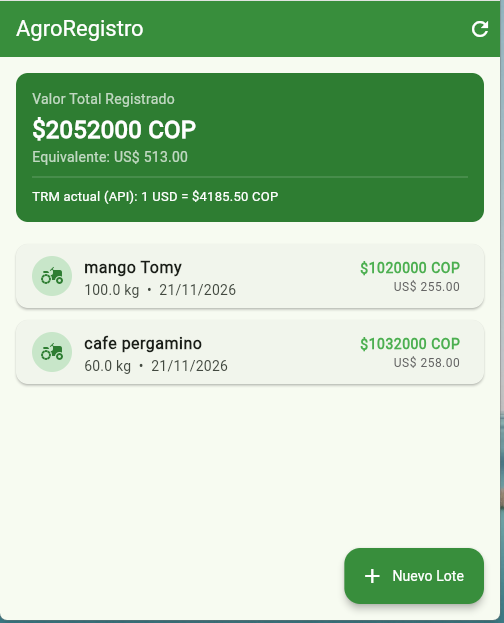 AgroRegistro
Valor Total Registrado
$2052000 COP
Equivalente: US$ 513.00
TRM actual (API): 1 USD = $4185.50 COP
mango Tomy
$1020000 COP
100.0 kg • 21/11/2026
US$ 255.00
cafe pergamino
$1032000 COP
60.0 kg • 21/11/2026
US$ 258.00
+ Nuevo Lote